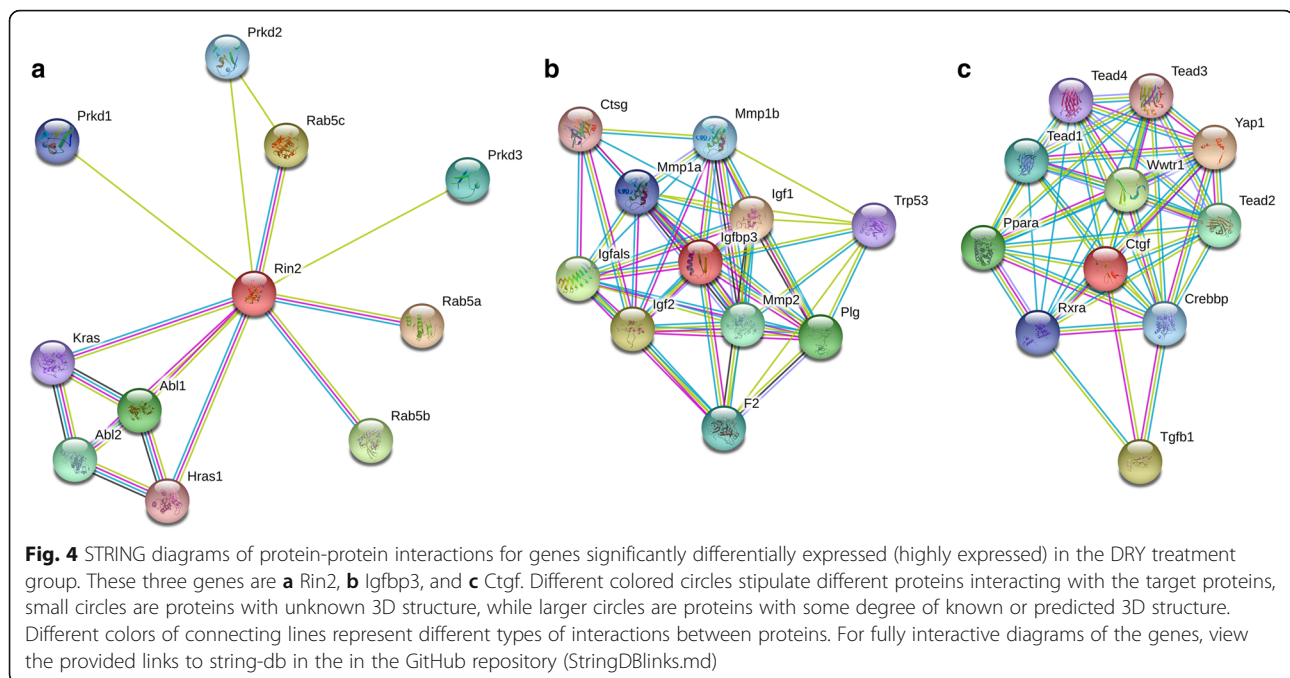 a
Prkd2
Prkd1
Rab5c
Prkd3
Rin2
Rab5a
Kras
Abl1
Rab5b
Abl2
Hras1
b
Ctsg
Mmp1b
Mmp1a
Igf1
Trp53
Igfbp3
Igfals
Igf2
Mmp2
Plg
F2
c
Tead4
Tead3
Yap1
Tead1
Wwtr1
Tead2
Ppara
Ctgf
Rxra
Crebbp
Tgfb1
Fig. 4 STRING diagrams of protein-protein interactions for genes significantly differentially expressed (highly expressed) in the DRY treatment
group. These three genes are a Rin2, b Igfbp3, and c Ctgf. Different colored circles stipulate different proteins interacting with the target proteins,
small circles are proteins with unknown 3D structure, while larger circles are proteins with some degree of known or predicted 3D structure.
Different colors of connecting lines represent different types of interactions between proteins. For fully interactive diagrams of the genes, view
the provided links to string-db in the in the GitHub repository (StringDBlinks.md)